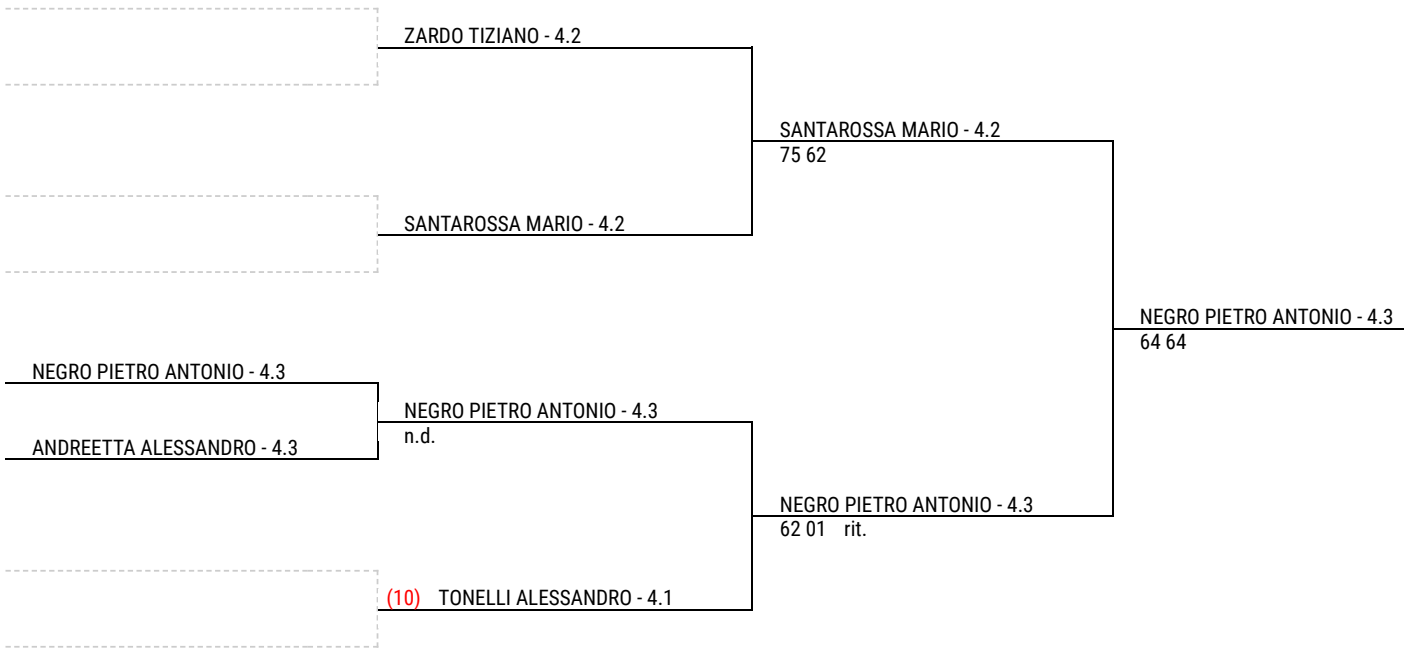 ZARDO TIZIANO - 4.2
SANTAROSSA MARIO - 4.2
75 62
SANTAROSSA MARIO - 4.2
NEGRO PIETRO ANTONIO - 4.3
64 64
NEGRO PIETRO ANTONIO - 4.3
NEGRO PIETRO ANTONIO - 4.3
n.d.
ANDREETTA ALESSANDRO - 4.3
NEGRO PIETRO ANTONIO - 4.3
62 01 rit.
(10) TONELLI ALESSANDRO - 4.1